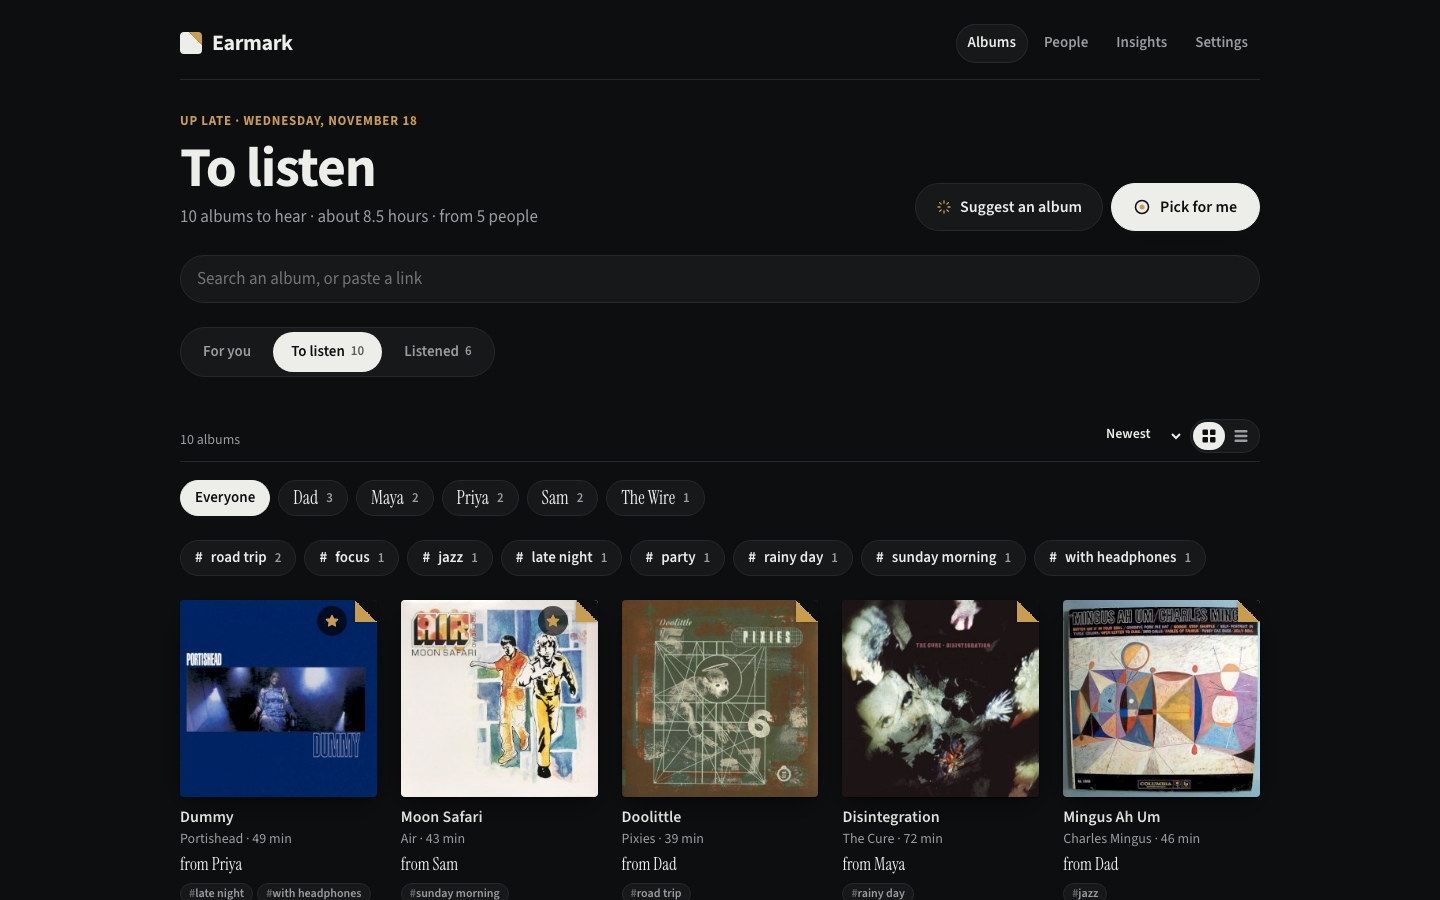 Earmark
Albums People Insights Settings
UP LATE · WEDNESDAY, NOVEMBER 18
To listen
10 albums to hear · about 8.5 hours · from 5 people
Suggest an album Pick for me
Search an album, or paste a link
For you To listen 10 Listened 6
10 albums Newest
Everyone Dad 3 Maya 2 Priya 2 Sam 2 The Wire 1
# road trip 2 # focus 1 # jazz 1 # late night 1 # party 1 # rainy day 1 # sunday morning 1 # with headphones 1
PORTISHEAD
DUMMY
AIR
MOON SAFARI
Doolittle
PIXIES
6
THE CURE · DISINTEGRATION
MINGUS AH UM/CHARLES MING
COLUMBIA
Dummy Moon Safari Doolittle Disintegration Mingus Ah Um
Portishead · 49 min Air · 43 min Pixies · 39 min The Cure · 72 min Charles Mingus · 46 min
from Priya from Sam from Dad from Maya from Dad
#late night #with headphones #sunday morning #road trip #rainy day #jazz